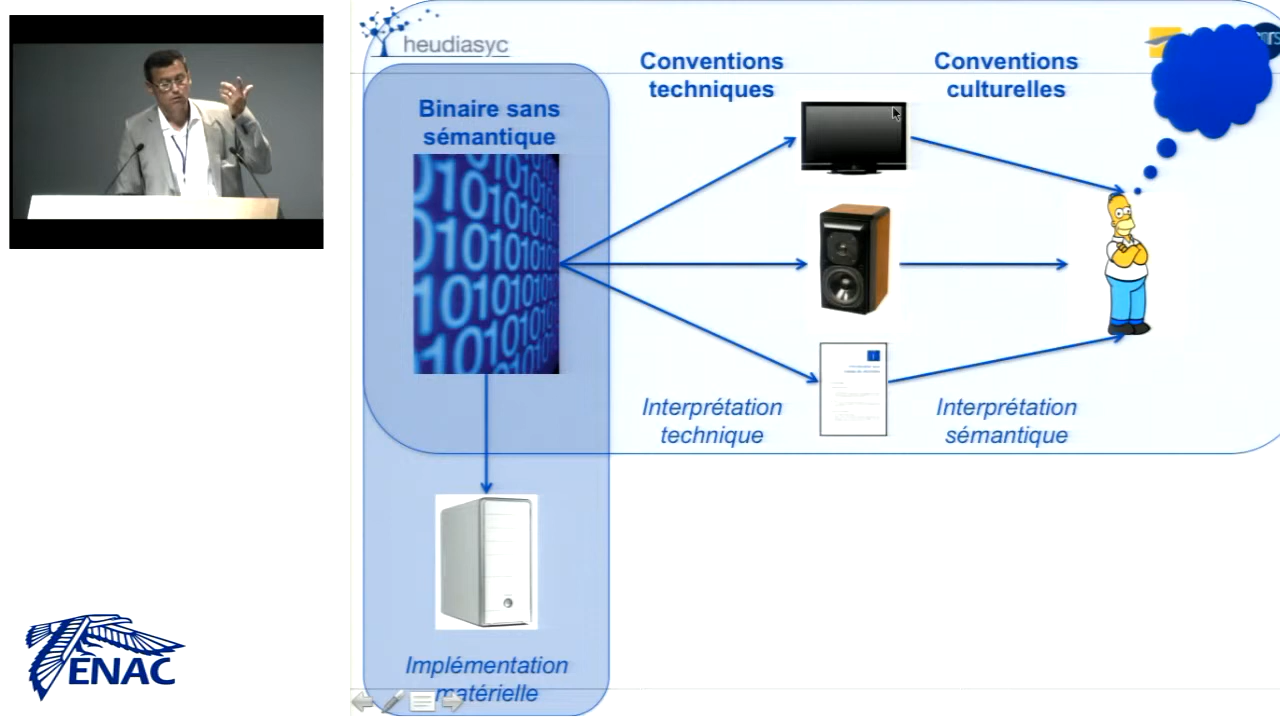 heudiasyc
Conventions
techniques
Conventions
culturelles
Binaire sans
sémantique
Interprétation
technique
Interprétation
sémantique
Implémentation
matérielle
ENAC